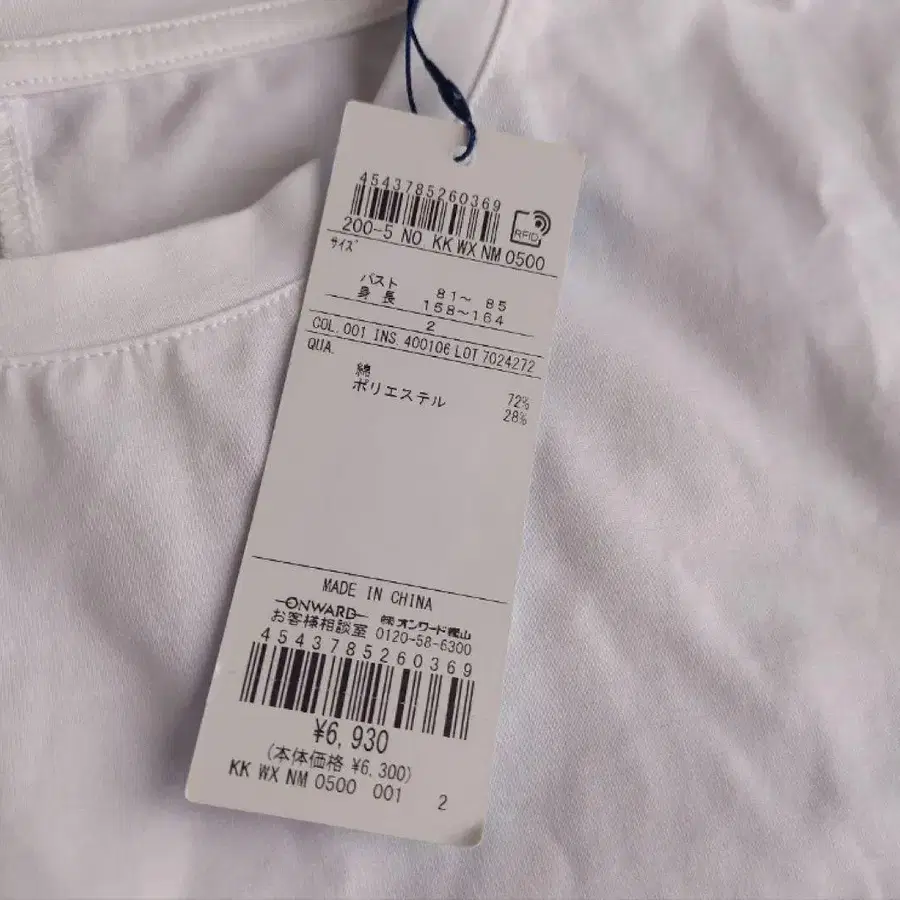 4543785260369
RFID
200-5 NO. KK WX NM 0500
サイズ
バスト 81～ 85
身長 158～164
2
COL. 001 INS. 400106 LOT 7024272
QUA.
綿 72%
ポリエステル 28%
MADE IN CHINA
ONWARD ㈱オンワード樫山
お客様相談室 0120-58-6300
4543785260369
¥6,930
(本体価格 ¥6,300)
KK WX NM 0500 001 2